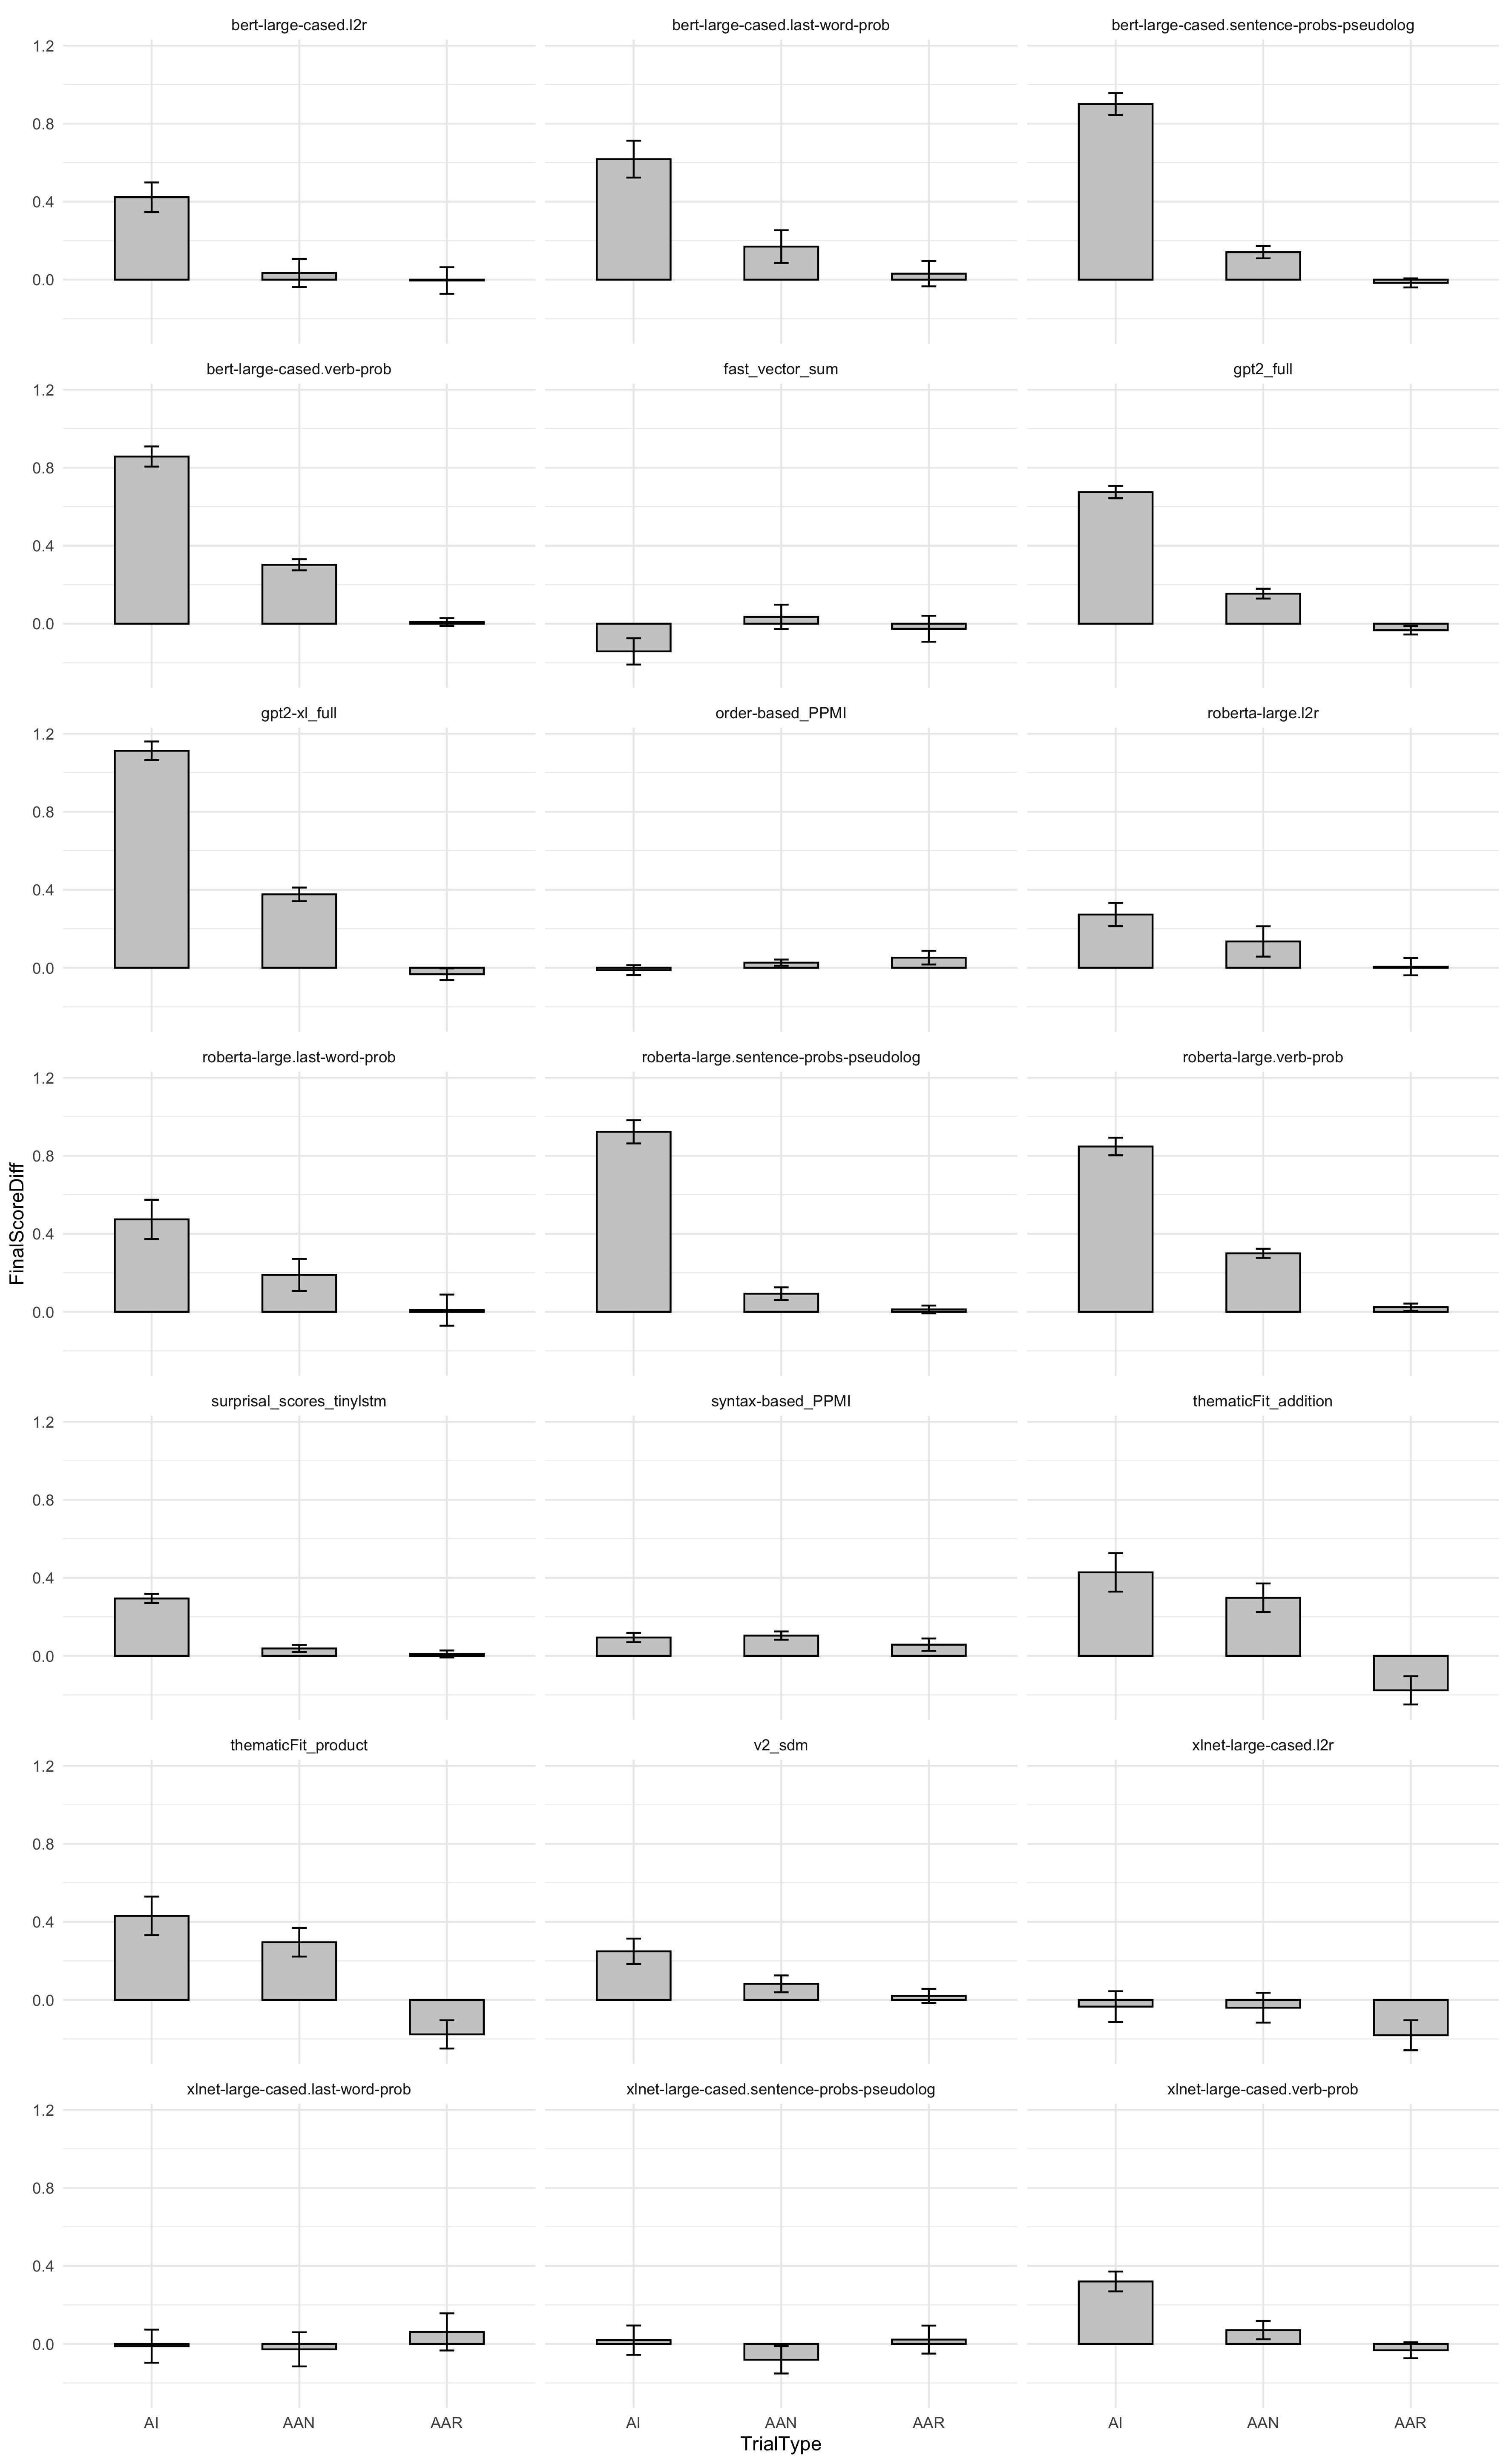 bert-large-cased.l2r
bert-large-cased.last-word-prob
bert-large-cased.sentence-probs-pseudolog
1.2
0.8
0.4
0.0
bert-large-cased.verb-prob
fast_vector_sum
gpt2_full
1.2
0.8
0.4
0.0
gpt2-xl_full
order-based_PPMI
roberta-large.l2r
1.2
0.8
0.4
0.0
roberta-large.last-word-prob
roberta-large.sentence-probs-pseudolog
roberta-large.verb-prob
1.2
0.8
0.4
0.0
FinalScoreDiff
surprisal_scores_tinylstm
syntax-based_PPMI
thematicFit_addition
1.2
0.8
0.4
0.0
thematicFit_product
v2_sdm
xlnet-large-cased.l2r
1.2
0.8
0.4
0.0
xlnet-large-cased.last-word-prob
xlnet-large-cased.sentence-probs-pseudolog
xlnet-large-cased.verb-prob
1.2
0.8
0.4
0.0
AI AAN AAR AI AAN AAR AI AAN AAR
TrialType